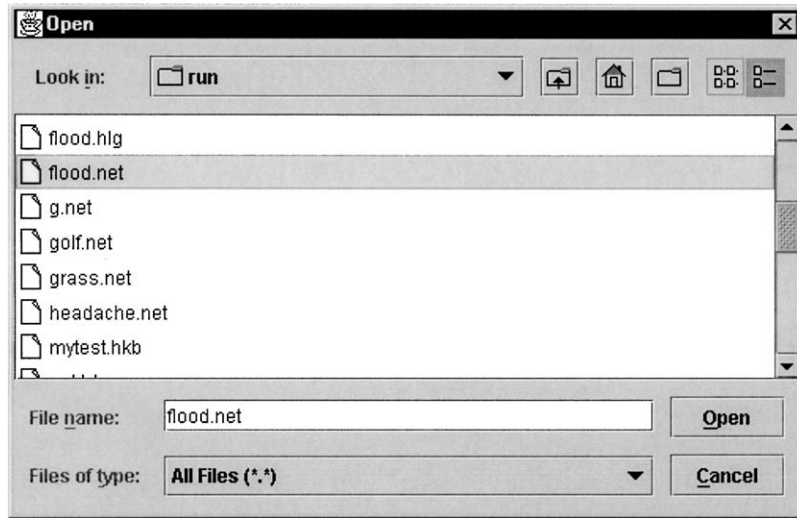 Open
Look in: run
flood.hlg
flood.net
g.net
golf.net
grass.net
headache.net
mytest.hkb
File name: flood.net Open
Files of type: All Files (*.*) Cancel